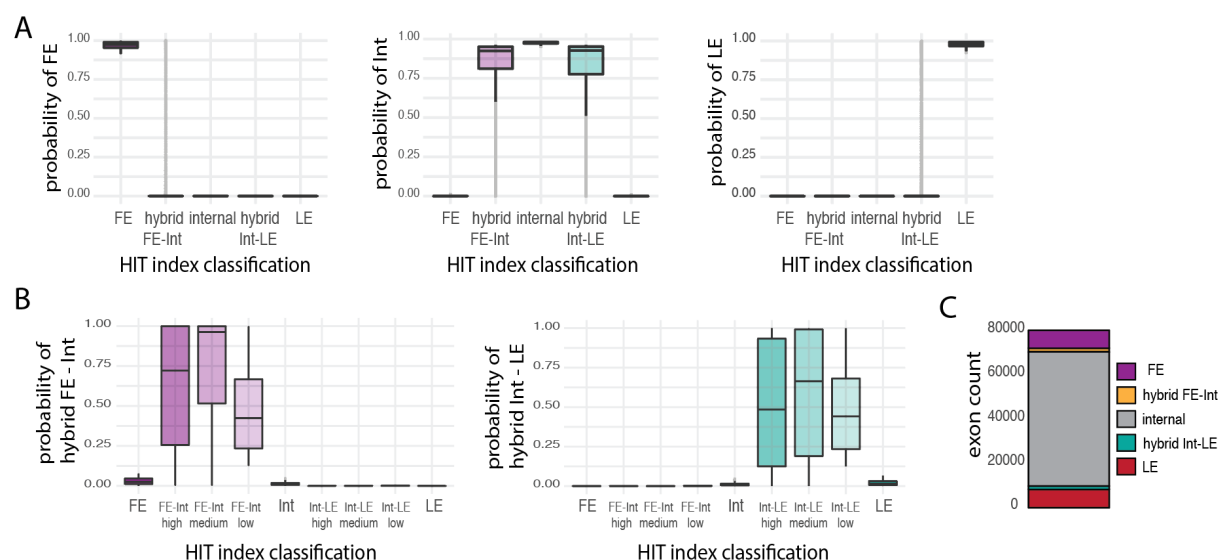 A
probability of FE
1.00
0.75
0.50
0.25
0.00
FE hybrid internal hybrid LE
FE-Int Int-LE
HIT index classification
probability of Int
1.00
0.75
0.50
0.25
0.00
FE hybrid internal hybrid LE
FE-Int Int-LE
HIT index classification
probability of LE
1.00
0.75
0.50
0.25
0.00
FE hybrid internal hybrid LE
FE-Int Int-LE
HIT index classification
B
probability of
hybrid FE - Int
1.00
0.75
0.50
0.25
0.00
FE FE-Int FE-Int FE-Int Int Int-LE Int-LE Int-LE LE
high medium low high medium low
HIT index classification
probability of
hybrid Int - LE
1.00
0.75
0.50
0.25
0.00
FE FE-Int FE-Int FE-Int Int Int-LE Int-LE Int-LE LE
high medium low high medium low
HIT index classification
C
exon count
80000
60000
40000
20000
0
FE
hybrid FE-Int
internal
hybrid Int-LE
LE